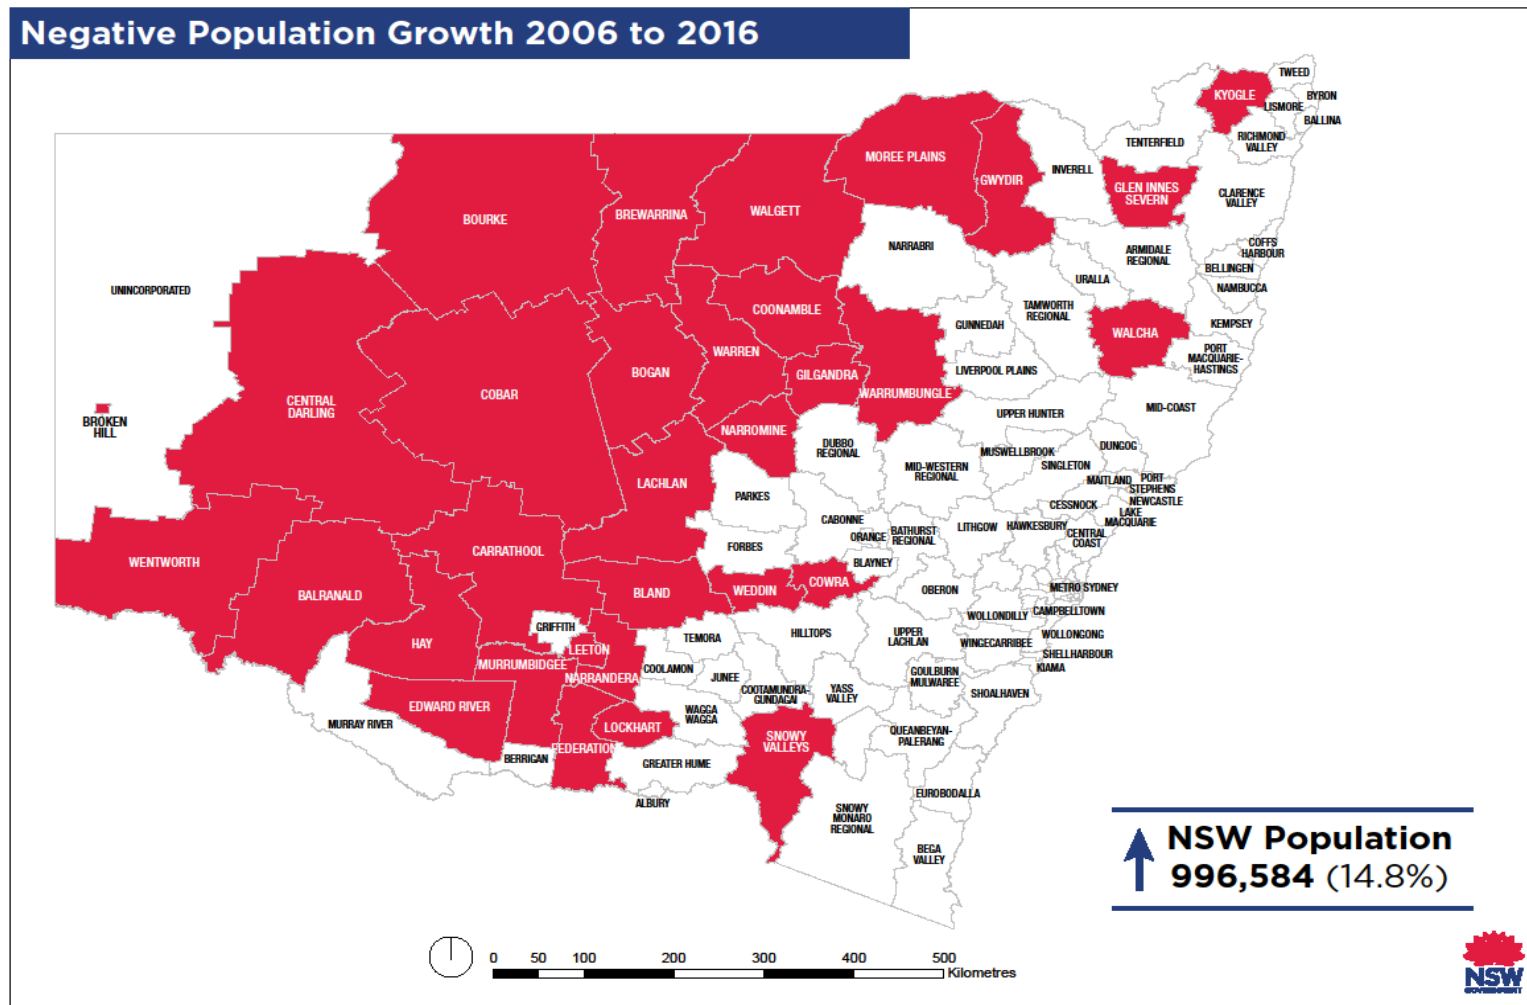 Negative Population Growth 2006 to 2016
TWEED
KYOGLE
BYRON
LISMORE
BALLINA
RICHMOND
VALLEY
TENTERFIELD
MOREE PLAINS
INVERELL
GWYDIR
GLEN INNES
SEVERN
CLARENCE
VALLEY
BOURKE
BREWARRINA
WALGETT
NARRABRI
ARMIDALE
REGIONAL
COFFS
HARBOUR
BELLINGEN
URALLA
NAMBUCCA
UNINCORPORATED
COONAMBLE
TAMWORTH
REGIONAL
GUNNEDAH
WALCHA
KEMPSEY
WARREN
PORT
MACQUARIE-
HASTINGS
BOGAN
GILGANDRA
LIVERPOOL PLAINS
COBAR
WARRUMBUNGLE
CENTRAL
DARLING
BROKEN
HILL
UPPER HUNTER
MID-COAST
NARROMINE
DUBBO
REGIONAL
MUSWELLBROOK
DUNGOG
MID-WESTERN
REGIONAL
SINGLETON
LACHLAN
MAITLAND
PORT
STEPHENS
PARKES
NEWCASTLE
CESSNOCK
LAKE
MACQUARIE
CABONNE
ORANGE
BATHURST
REGIONAL
LITHGOW
HAWKESBURY
CENTRAL
COAST
FORBES
CARRATHOOL
BLAYNEY
WENTWORTH
COWRA
OBERON
METRO SYDNEY
BALRANALD
BLAND
WEDDIN
CAMPBELLTOWN
WOLLONDILLY
GRIFFITH
TEMORA
HILLTOPS
UPPER
LACHLAN
WINGECARRIBEE
WOLLONGONG
HAY
LEETON
SHELLHARBOUR
MURRUMBIDGEE
COOLAMON
KIAMA
NARRANDERA
JUNEE
GOULBURN
MULWAREE
COOTAMUNDRA-
GUNDAGAI
YASS
VALLEY
SHOALHAVEN
EDWARD RIVER
WAGGA
WAGGA
MURRAY RIVER
LOCKHART
SNOWY
VALLEYS
QUEANBEYAN-
PALERANG
FEDERATION
BERRIGAN
GREATER HUME
ALBURY
EUROBODALLA
SNOWY
MONARO
REGIONAL
BEGA
VALLEY
NSW Population
996,584 (14.8%)
0 50 100 200 300 400 500
Kilometres
NSW
GOVERNMENT